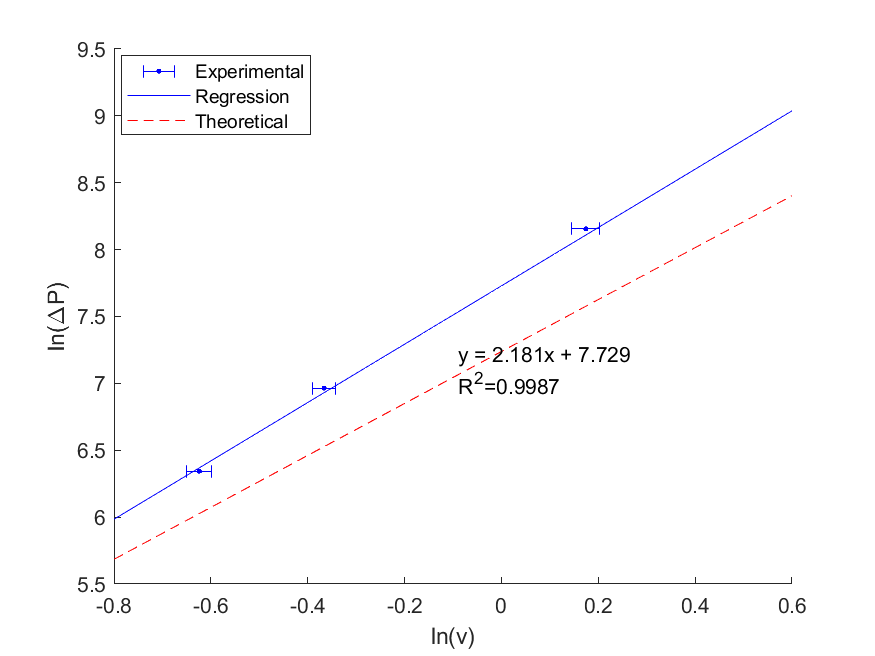 9.5
9
8.5
8
7.5
7
6.5
6
5.5
ln(ΔP)
Experimental
Regression
Theoretical
y = 2.181x + 7.729
R²=0.9987
-0.8 -0.6 -0.4 -0.2 0 0.2 0.4 0.6
ln(v)